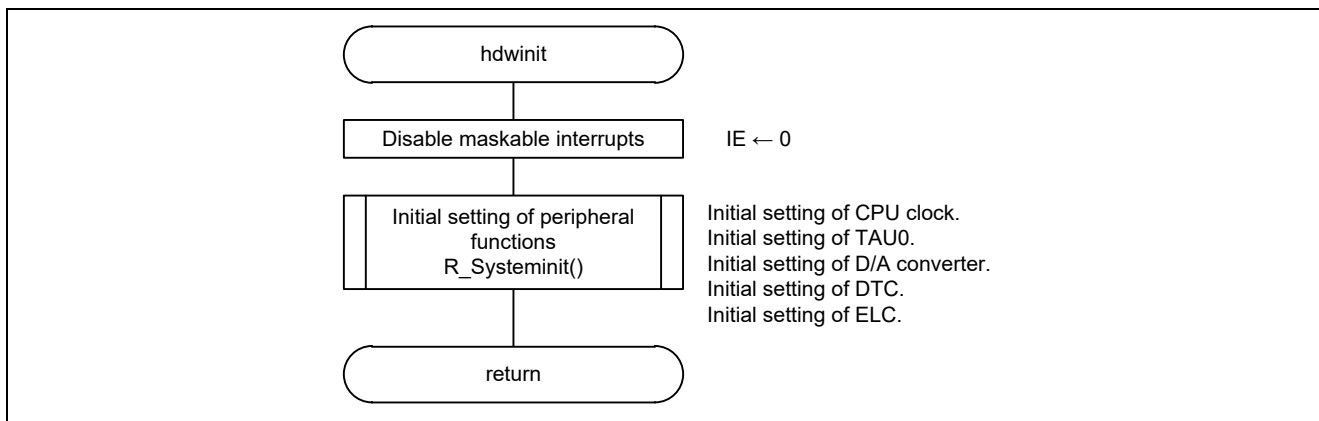 hdwinit
Disable maskable interrupts
IE ← 0
Initial setting of peripheral
functions
R_Systeminit()
Initial setting of CPU clock.
Initial setting of TAU0.
Initial setting of D/A converter.
Initial setting of DTC.
Initial setting of ELC.
return